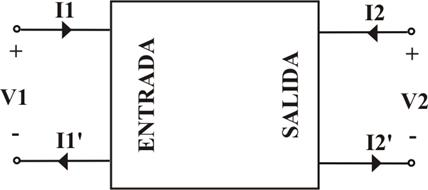 I1
I2
+
+
V1
ENTRADA
SALIDA
V2
-
-
I1'
I2'